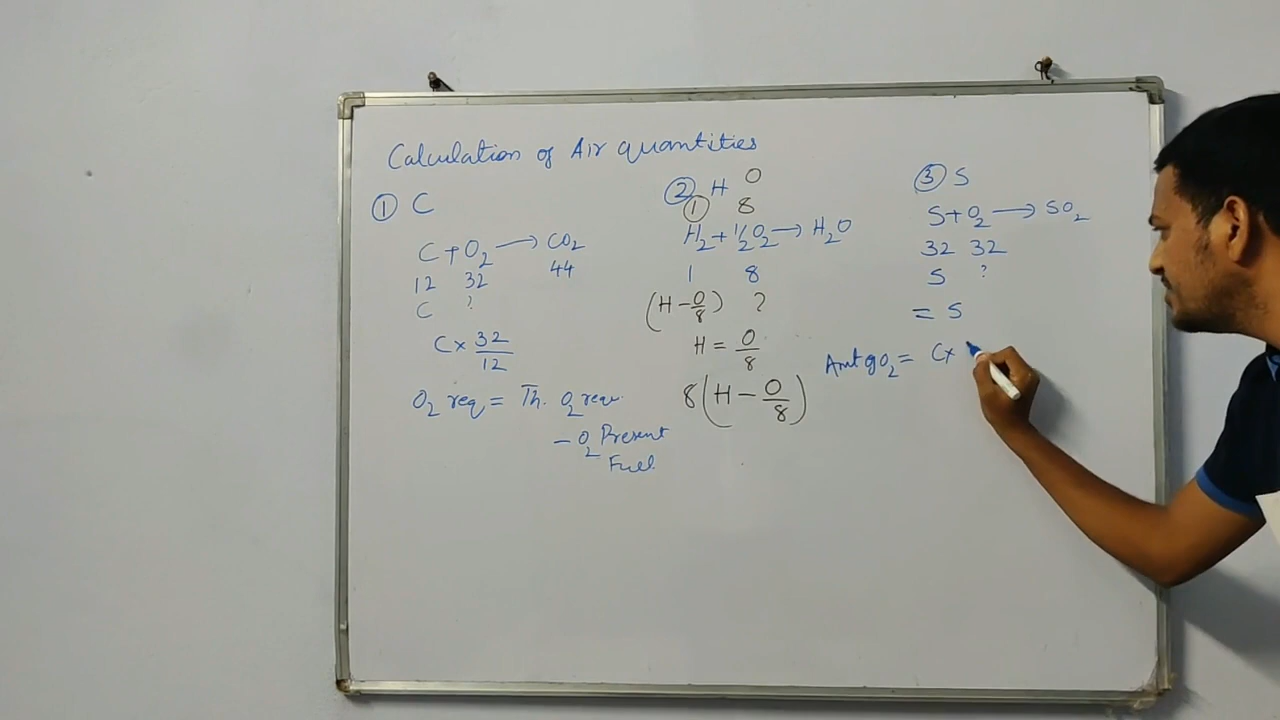 Calculation of Air quantities
① C
C + O₂ → CO₂
12 32 44
C ?
C × 32/12
O₂ req = Th. O₂ req.
− O₂ Present
Fuel.
② H O
① 8
H₂ + ½O₂ → H₂O
1 8
(H − O/8) ?
H = O/8
8(H − O/8)
③ S
S + O₂ → SO₂
32 32
S ?
= S
Amt of O₂ = C×